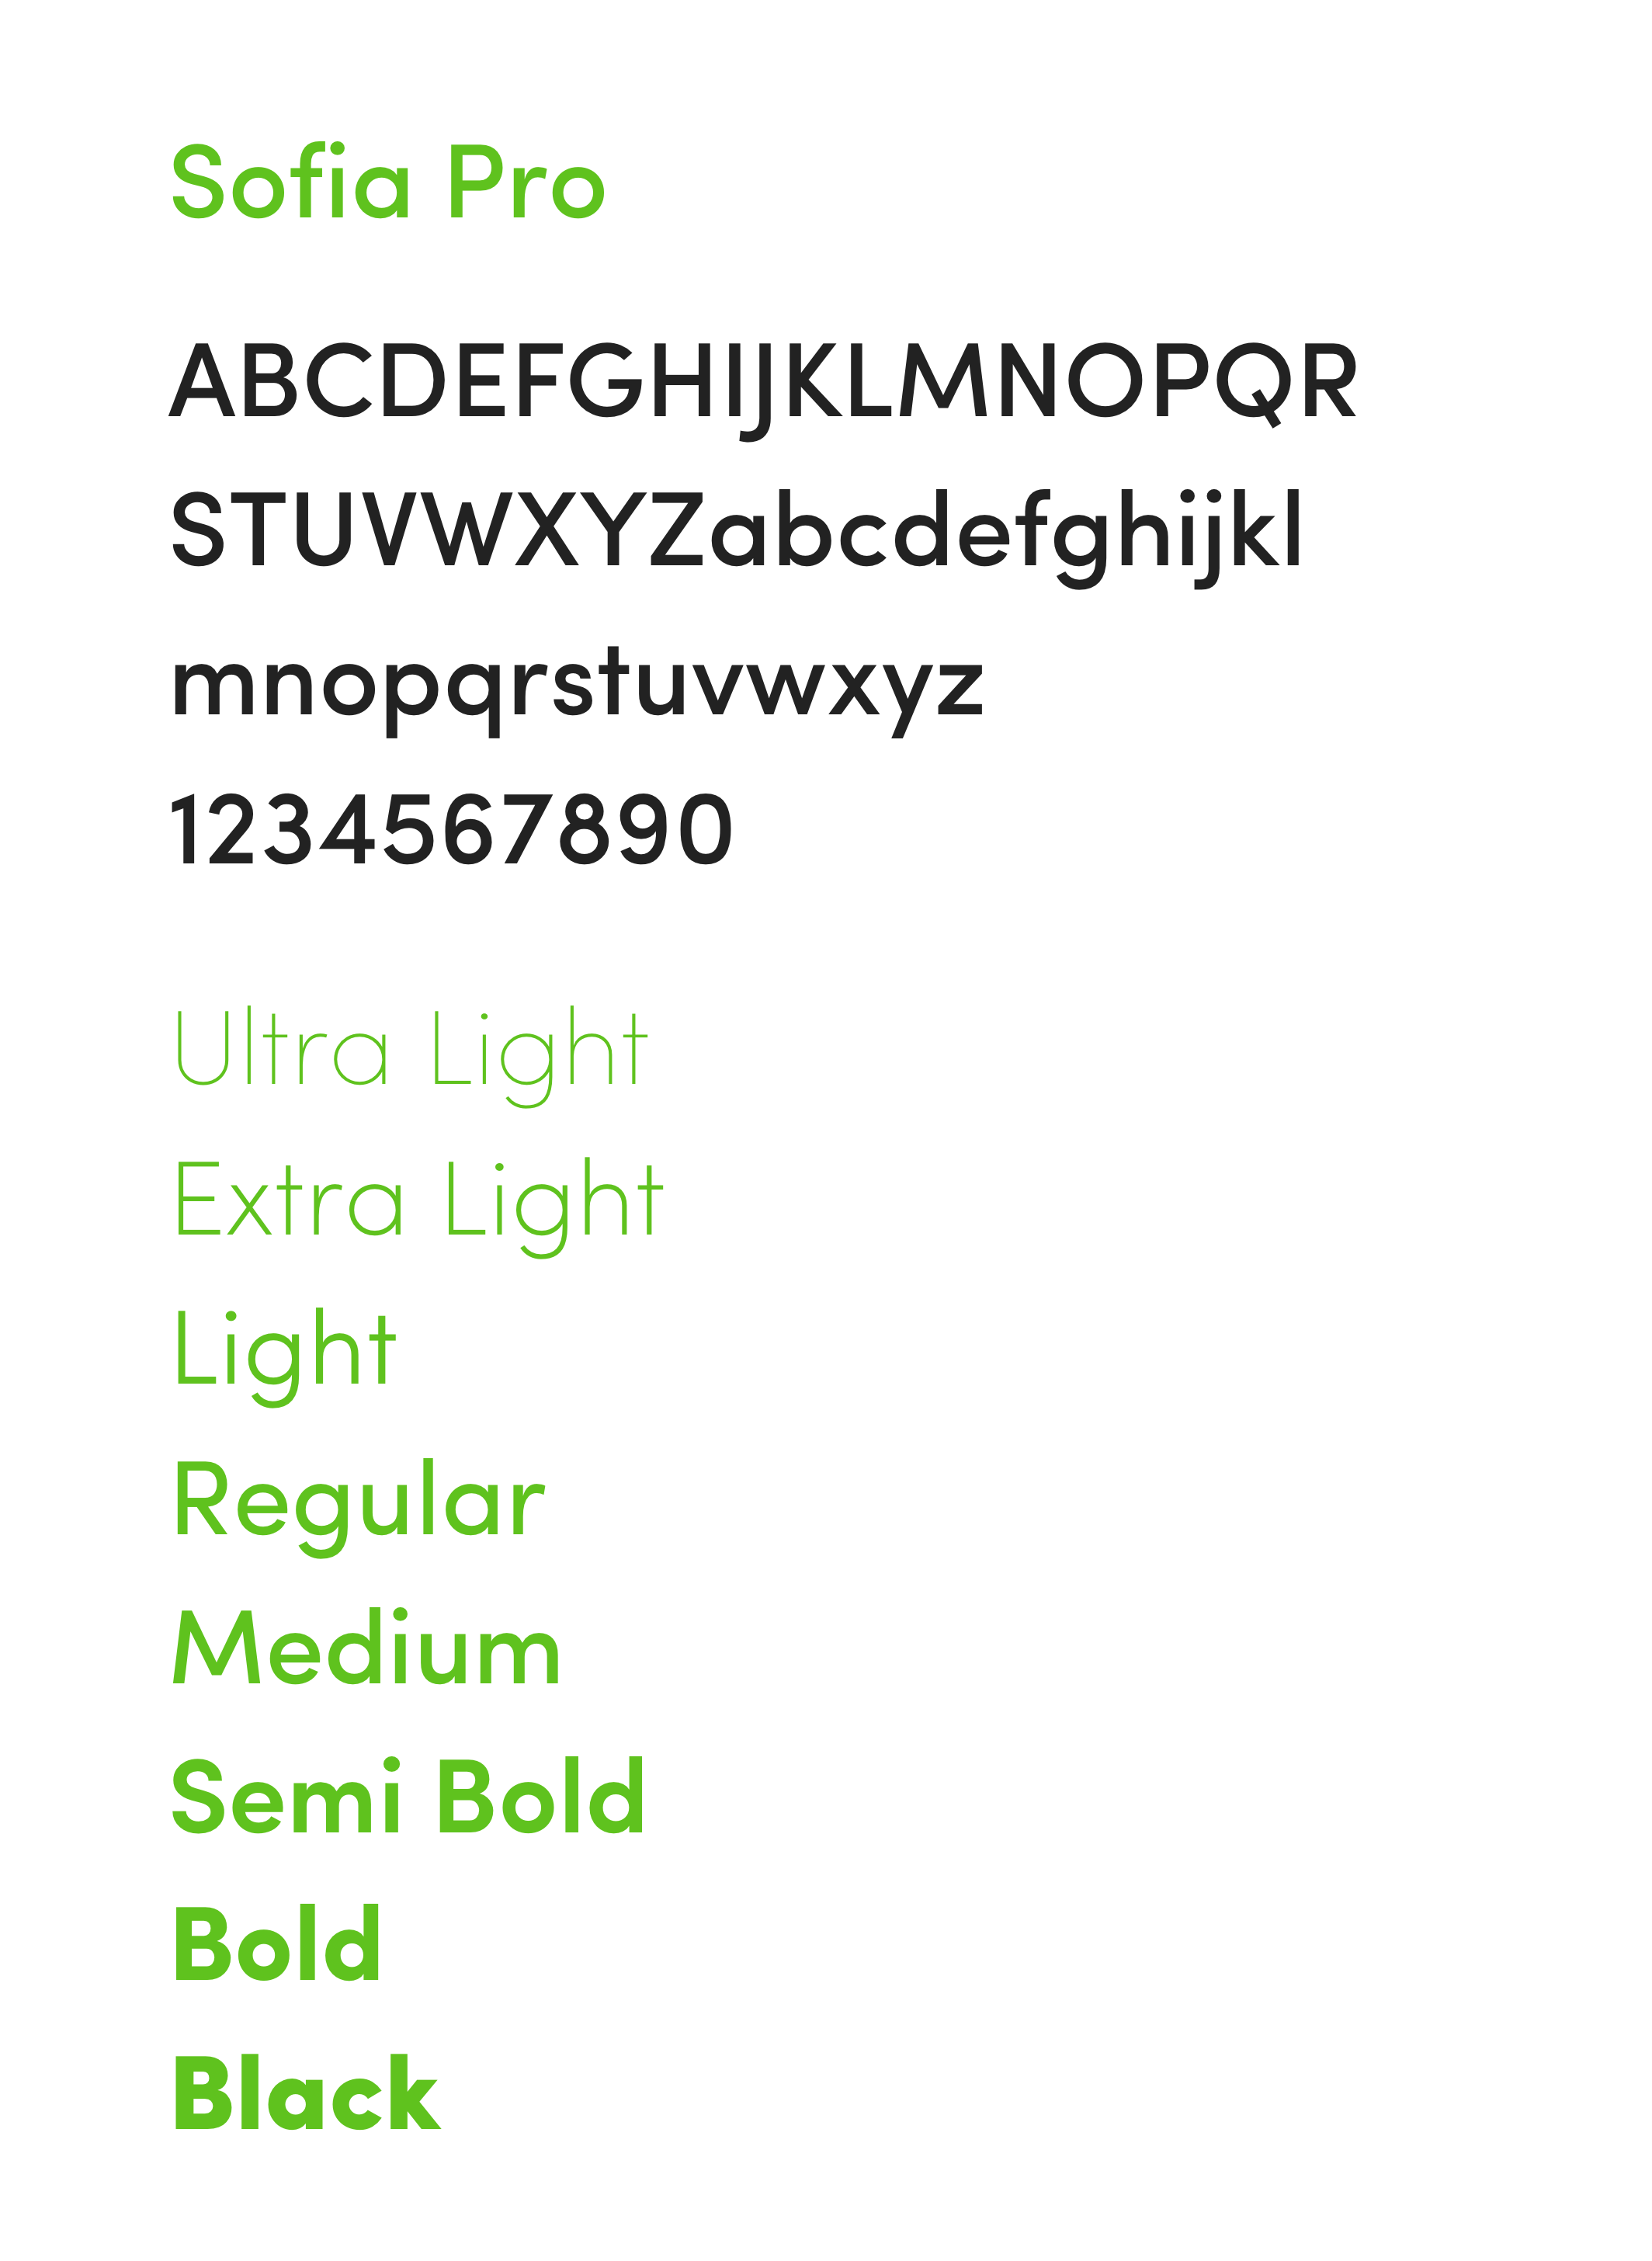 Sofia Pro
ABCDEFGHIJKLMNOPQR
STUVWXYZabcdefghijkl
mnopqrstuvwxyz
1234567890
Ultra Light
Extra Light
Light
Regular
Medium
Semi Bold
Bold
Black